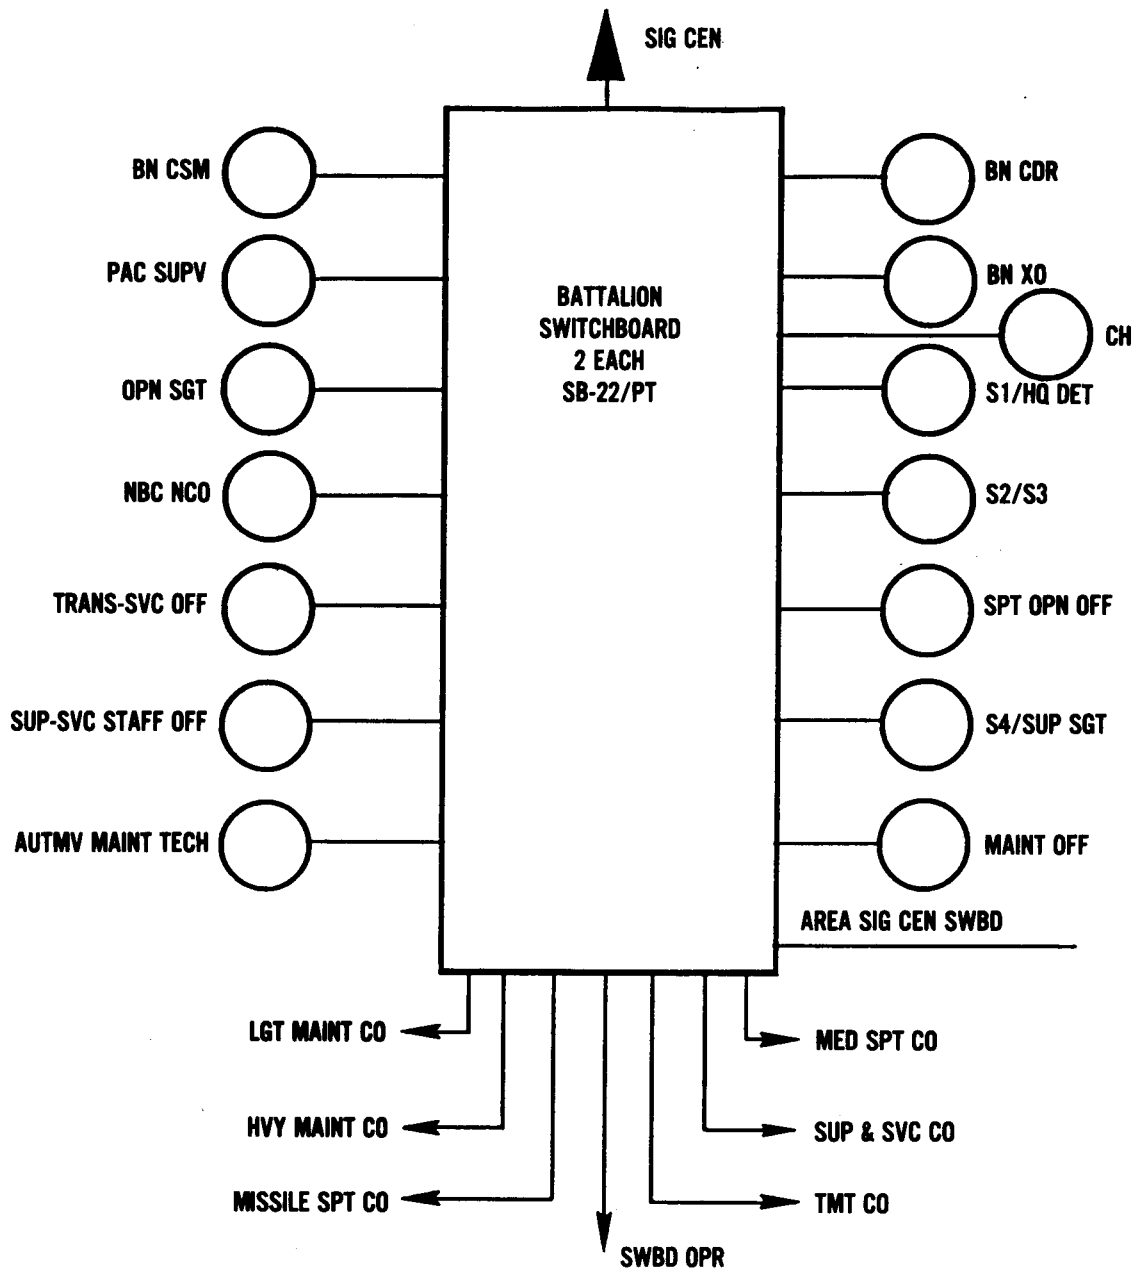 SIG CEN
BN CSM
BN CDR
PAC SUPV
BN XO
BATTALION
SWITCHBOARD
2 EACH
SB-22/PT
CH
OPN SGT
S1/HQ DET
NBC NCO
S2/S3
TRANS-SVC OFF
SPT OPN OFF
SUP-SVC STAFF OFF
S4/SUP SGT
AUTMV MAINT TECH
MAINT OFF
AREA SIG CEN SWBD
LGT MAINT CO
MED SPT CO
HVY MAINT CO
SUP & SVC CO
MISSILE SPT CO
TMT CO
SWBD OPR